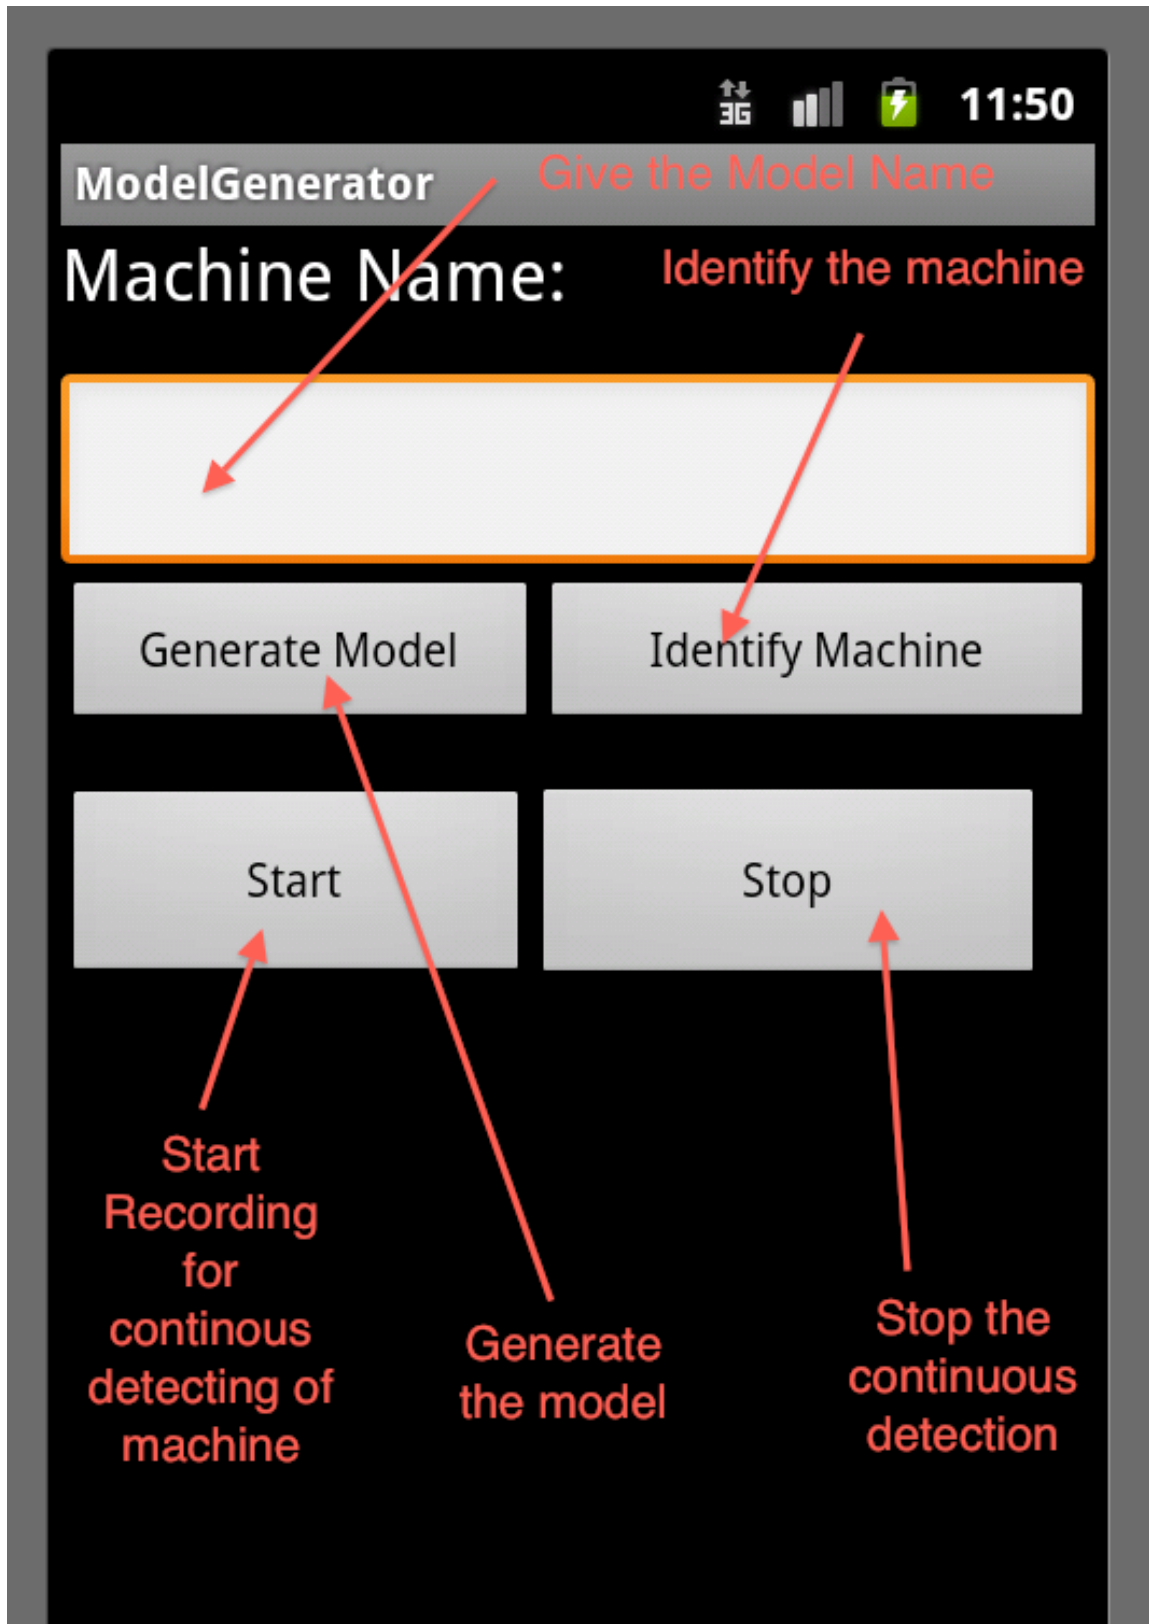 3G 11:50
ModelGenerator
Give the Model Name
Machine Name:
Identify the machine
Generate Model
Identify Machine
Start
Stop
Start
Recording
for
continous
detecting of
machine
Generate
the model
Stop the
continuous
detection